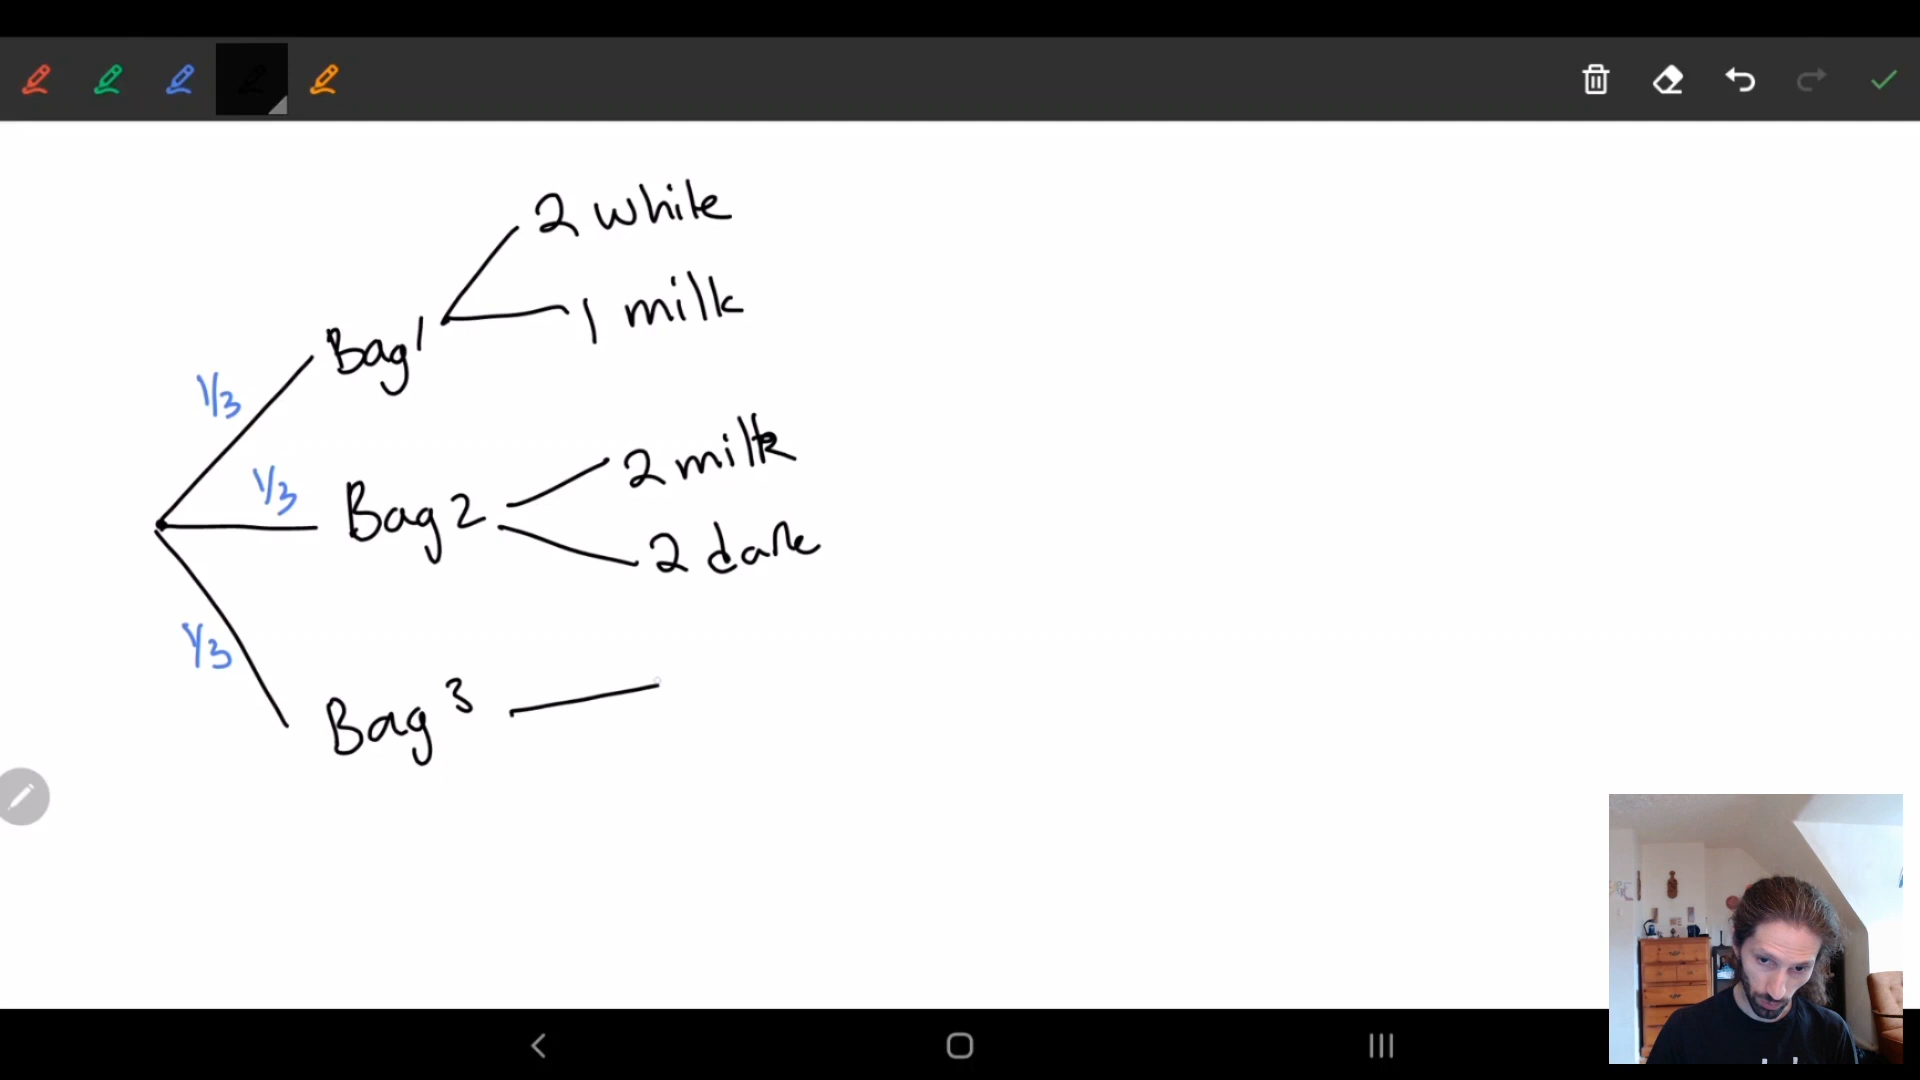 2 white
1 milk
Bag 1
1/3
2 milk
1/3
Bag 2
2 dark
1/3
Bag 3